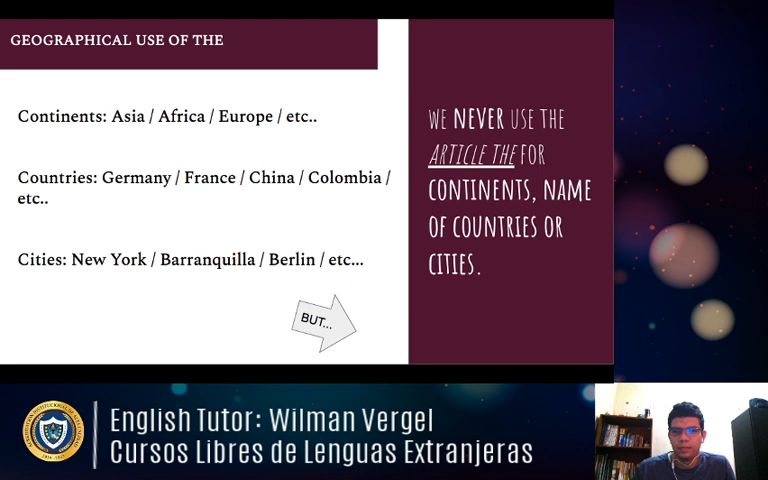 GEOGRAPHICAL USE OF THE
Continents: Asia / Africa / Europe / etc..
Countries: Germany / France / China / Colombia /
etc..
Cities: New York / Barranquilla / Berlin / etc...
BUT...
WE NEVER USE THE
ARTICLE THE FOR
CONTINENTS, NAME
OF COUNTRIES OR
CITIES.
English Tutor: Wilman Vergel
Cursos Libres de Lenguas Extranjeras